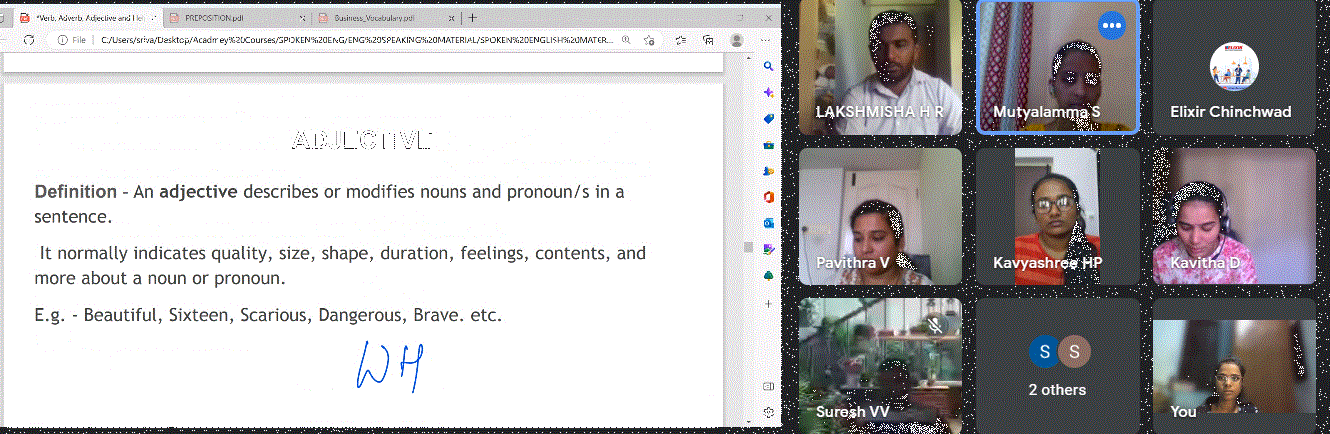 *Verb, Adverb, Adjective and Hel
PREPOSITION.pdf
Business_Vocabulary.pdf
File
C:/Users/sriva/Desktop/Acadmey%20Courses/SPOKEN%20ENG/ENG%20SPEAKING%20MATERIAL/SPOKEN%20ENGLISH%20MATER...
ADJECTIVE
Definition - An adjective describes or modifies nouns and pronoun/s in a
sentence.
It normally indicates quality, size, shape, duration, feelings, contents, and
more about a noun or pronoun.
E.g. - Beautiful, Sixteen, Scarious, Dangerous, Brave. etc.
WH
LAKSHMISHA H R
Mutyalamma S
Elixir Chinchwad
Pavithra V
Kavyashree HP
Kavitha D
Suresh VV
S S
2 others
You